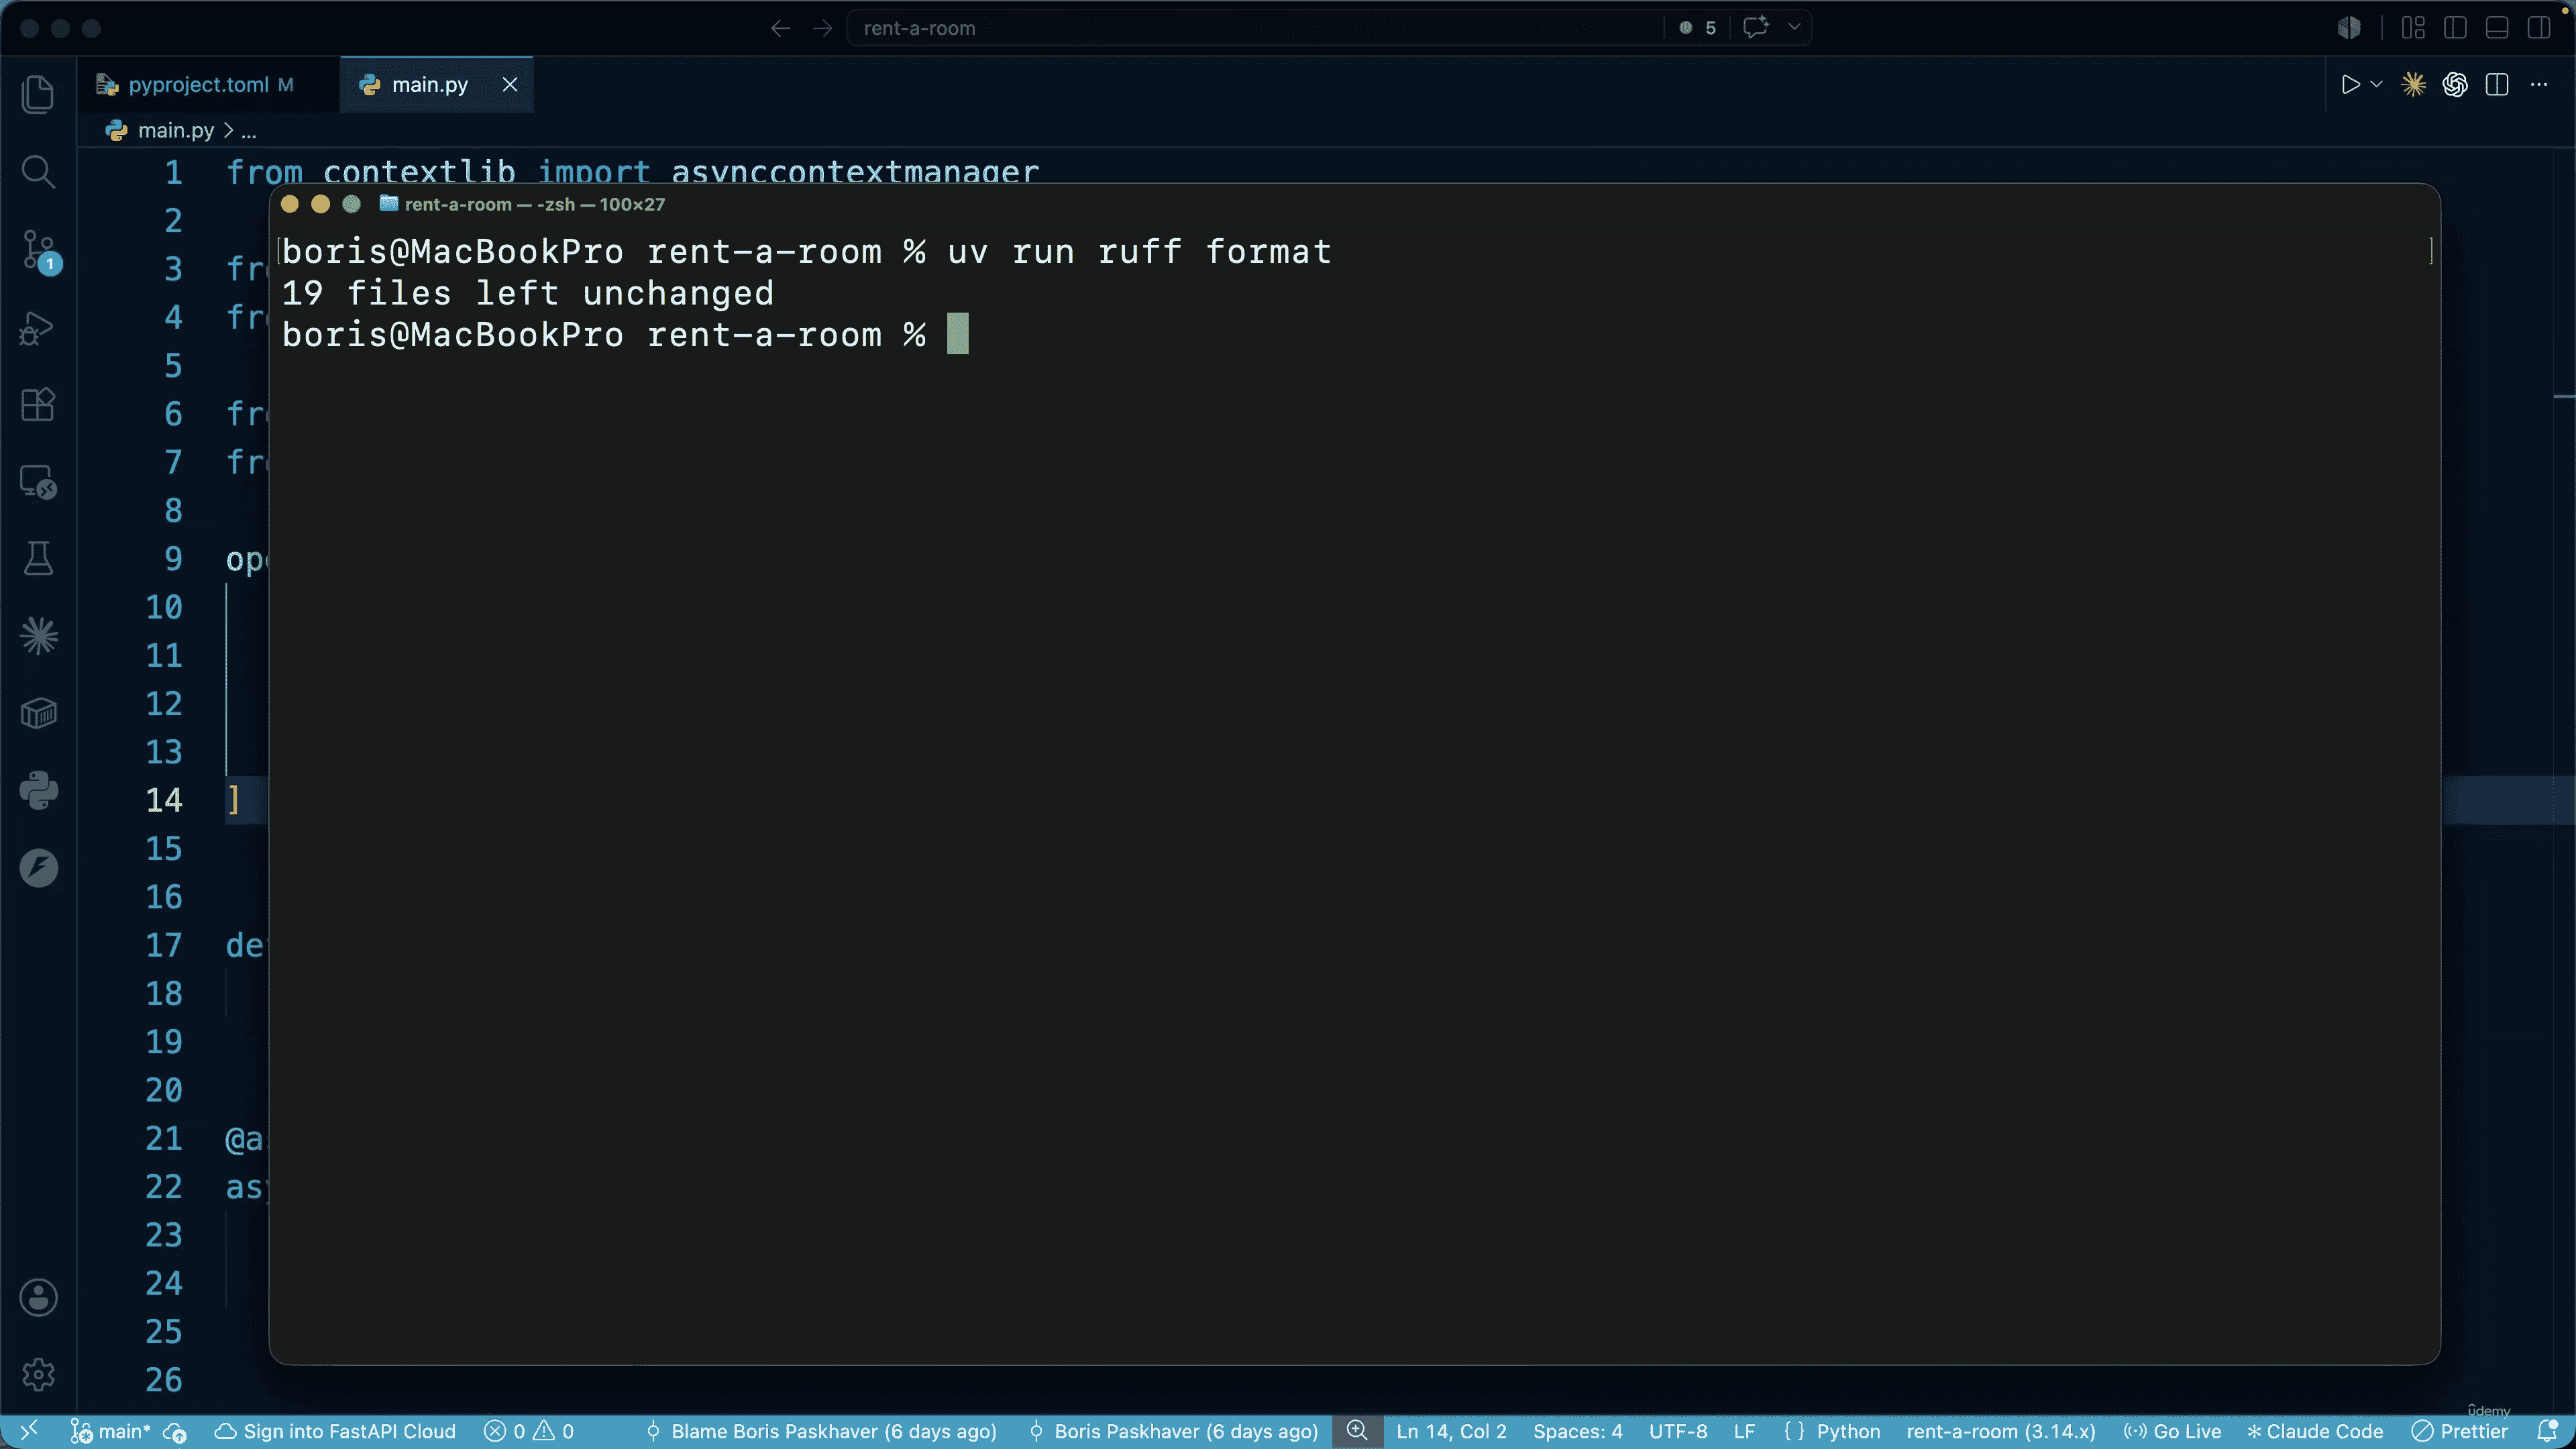 rent-a-room
5
pyproject.toml M
main.py
main.py > ...
1 from contextlib import asynccontextmanager
2
3
4
5
6
7
8
9
10
11
12
13
14 ]
15
16
17
18
19
20
21
22
23
24
25
26
rent-a-room — -zsh — 100×27
boris@MacBookPro rent-a-room % uv run ruff format
19 files left unchanged
boris@MacBookPro rent-a-room %
ûdemy
1
main* Sign into FastAPI Cloud 0 0 Blame Boris Paskhaver (6 days ago) Boris Paskhaver (6 days ago) Ln 14, Col 2 Spaces: 4 UTF-8 LF { } Python rent-a-room (3.14.x) Go Live Claude Code Prettier